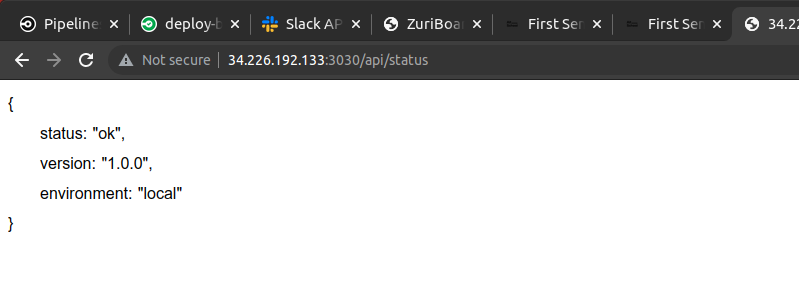 Pipeline deploy-b Slack AP ZuriBoa First Ser First Ser 34.22
Not secure 34.226.192.133:3030/api/status
{
status: "ok",
version: "1.0.0",
environment: "local"
}